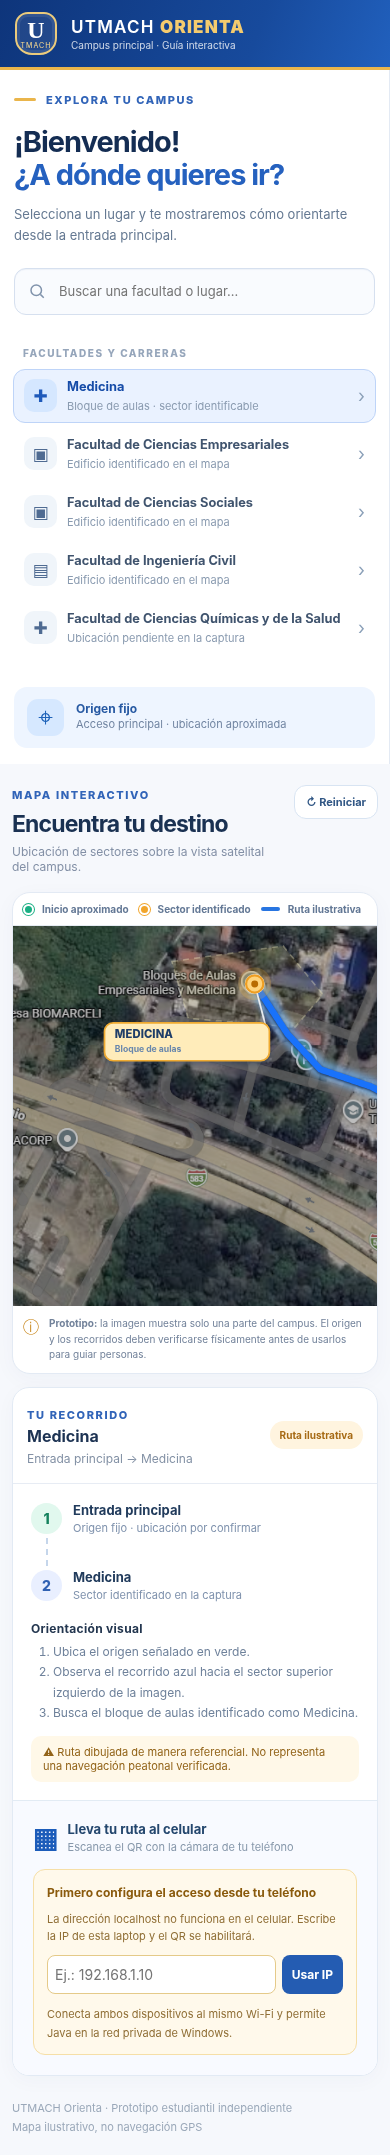 U
TMACH
UTMACH ORIENTA
Campus principal · Guía interactiva
EXPLORA TU CAMPUS
¡Bienvenido!
¿A dónde quieres ir?
Selecciona un lugar y te mostraremos cómo orientarte
desde la entrada principal.
Buscar una facultad o lugar...
FACULTADES Y CARRERAS
Medicina
Bloque de aulas · sector identificable
Facultad de Ciencias Empresariales
Edificio identificado en el mapa
Facultad de Ciencias Sociales
Edificio identificado en el mapa
Facultad de Ingeniería Civil
Edificio identificado en el mapa
Facultad de Ciencias Químicas y de la Salud
Ubicación pendiente en la captura
Origen fijo
Acceso principal · ubicación aproximada
MAPA INTERACTIVO
Encuentra tu destino
Ubicación de sectores sobre la vista satelital
del campus.
↻ Reiniciar
Inicio aproximado
Sector identificado
Ruta ilustrativa
Bloques de Aulas
Empresariales y Medicina
esa BIOMARCELI
MEDICINA
Bloque de aulas
ACORP
583
Prototipo: la imagen muestra solo una parte del campus. El origen
y los recorridos deben verificarse físicamente antes de usarlos
para guiar personas.
TU RECORRIDO
Medicina
Entrada principal → Medicina
Ruta ilustrativa
1
Entrada principal
Origen fijo · ubicación por confirmar
2
Medicina
Sector identificado en la captura
Orientación visual
1. Ubica el origen señalado en verde.
2. Observa el recorrido azul hacia el sector superior
izquierdo de la imagen.
3. Busca el bloque de aulas identificado como Medicina.
⚠ Ruta dibujada de manera referencial. No representa
una navegación peatonal verificada.
Lleva tu ruta al celular
Escanea el QR con la cámara de tu teléfono
Primero configura el acceso desde tu teléfono
La dirección localhost no funciona en el celular. Escribe
la IP de esta laptop y el QR se habilitará.
Ej.: 192.168.1.10
Usar IP
Conecta ambos dispositivos al mismo Wi-Fi y permite
Java en la red privada de Windows.
UTMACH Orienta · Prototipo estudiantil independiente
Mapa ilustrativo, no navegación GPS